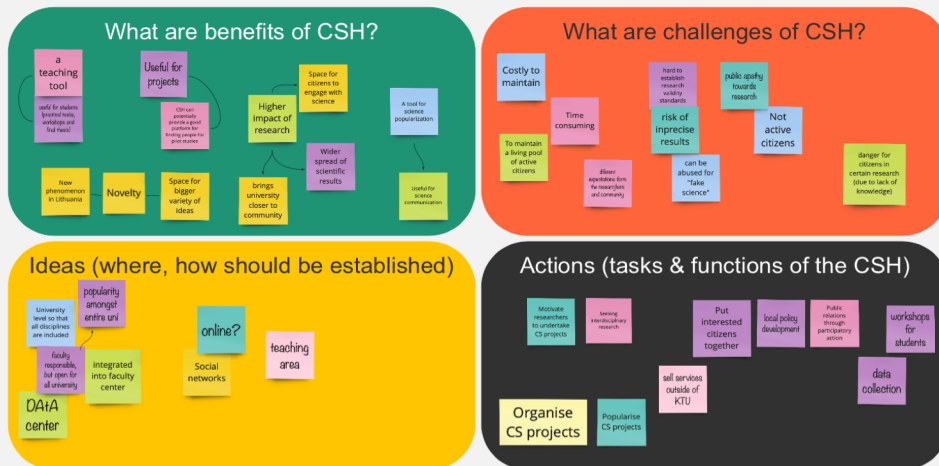 What are benefits of CSH?
a
teaching
tool
useful for students
(practical tasks,
workshops and
final thesis)
Useful for
projects
CSH can
potentially
provide a good
platform for
finding people for
pilot studies
Higher
impact of
research
Space for
citizens to
engage with
science
Wider
spread of
scientific
results
brings
university
closer to
community
A tool for
science
popularization
Useful for
science
communication
New
phenomenon
in Lithuania
Novelty
Space for
bigger
variety of
ideas
What are challenges of CSH?
Costly to
maintain
Time
consuming
To maintain
a living pool
of active
citizens
different
expectations form
the researchers
and community
hard to
establish
research
validity
standards
risk of
inprecise
results
can be
abused for
"fake
science"
public apathy
towards
research
Not
active
citizens
danger for
citizens in
certain research
(due to lack of
knowledge)
Ideas (where, how should be established)
University
level so that
all disciplines
are included
popularity
amongst
entire uni
faculty
responsible,
but open for
all university
integrated
into faculty
center
DAtA
center
online?
Social
networks
teaching
area
Actions (tasks & functions of the CSH)
Motivate
researchers
to undertake
CS projects
Seeking
interdisciplinary
research
Put
interested
citizens
together
local policy
development
Public
relations
through
participatory
action
workshops
for
students
data
collection
sell services
outside of
KTU
Organise
CS projects
Popularise
CS projects